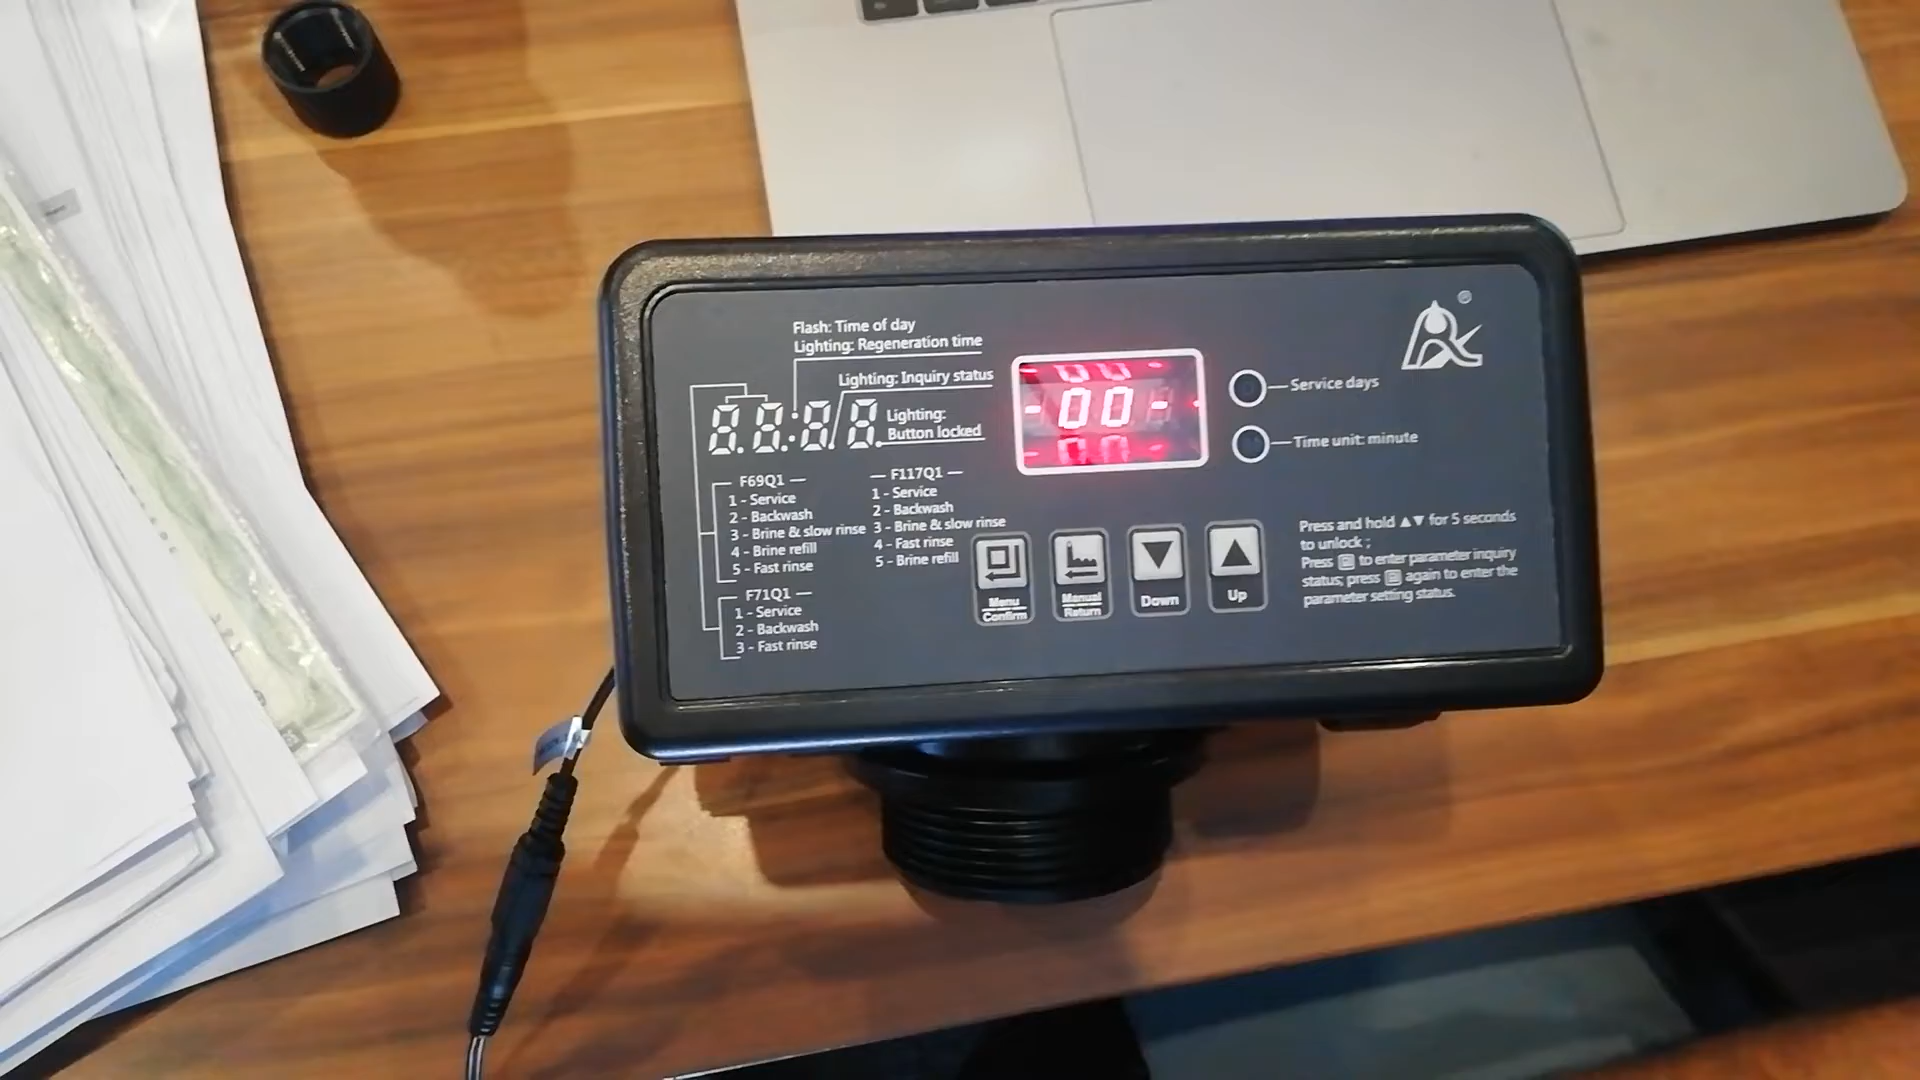 Flash: Time of day
Lighting: Regeneration time
Lighting: Inquiry status
88:88.
Lighting:
Button locked
-00-
®
Service days
Time unit: minute
F69Q1
1 - Service
2 - Backwash
3 - Brine & slow rinse
4 - Brine refill
5 - Fast rinse
F117Q1
1 - Service
2 - Backwash
3 - Brine & slow rinse
4 - Fast rinse
5 - Brine refill
F71Q1
1 - Service
2 - Backwash
3 - Fast rinse
Menu
Confirm
Manual
Return
Down
Up
Press and hold ▲▼ for 5 seconds
to unlock ;
Press to enter parameter inquiry
status; press again to enter the
parameter setting status.